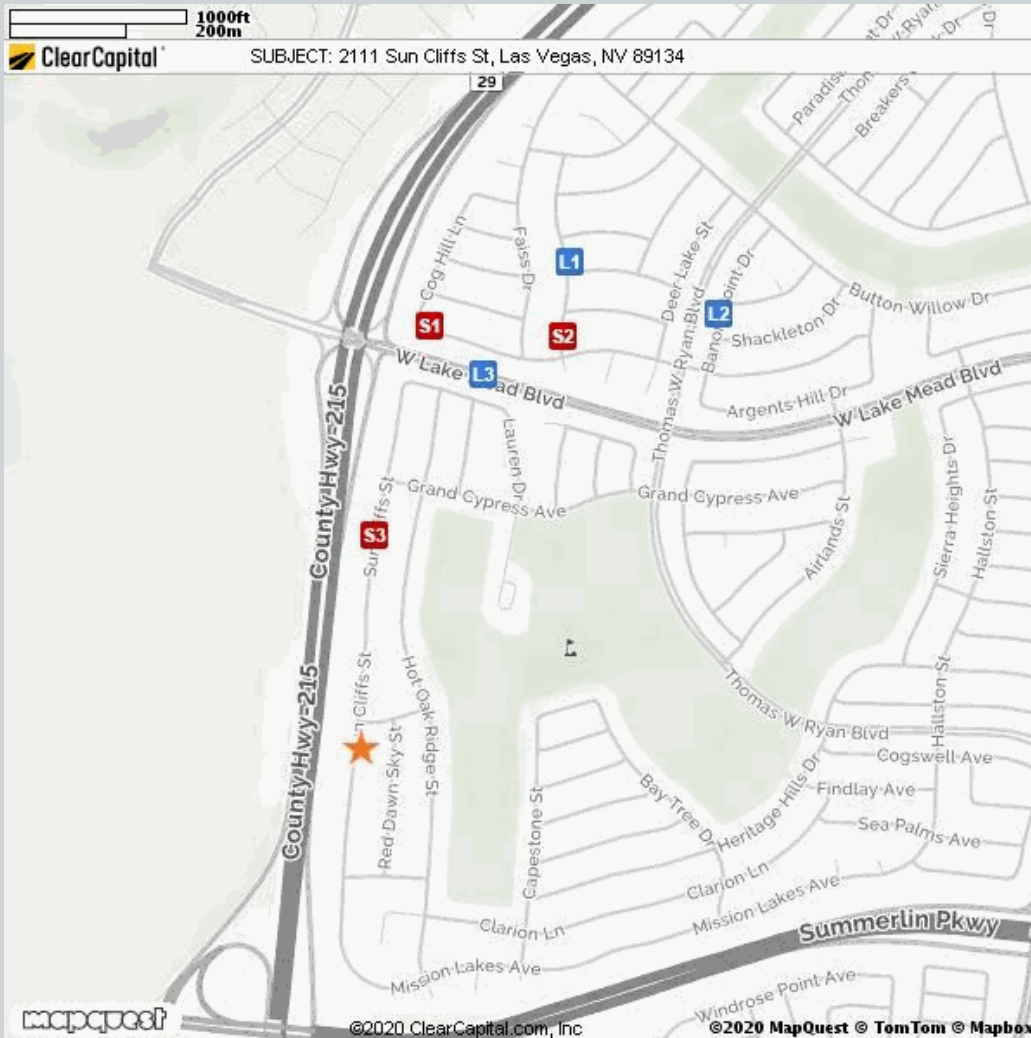 1000ft
200m
ClearCapital
SUBJECT: 2111 Sun Cliffs St, Las Vegas, NV 89134
29
Paradise
Breakers
Cog Hill Ln
Faiss Dr
Deer Lake St
L1
L2
Button Willow Dr
Shackleton Dr
S1
S2
L3
W Lake Mead Blvd
Thomas W Ryan Blvd
Argents Hill Dr
W Lake Mead Blvd
County Hwy-215
Lauren Dr
Grand Cypress Ave
Grand Cypress Ave
Sierra Heights Dr
Hallston St
Airlands St
S3
Sun Cliffs St
County Hwy-215
Cliffs St
Hot Oak Ridge St
Red Dawn Sky St
Hallston St
Thomas W Ryan Blvd
Cogswell Ave
Findlay Ave
Sea Palms Ave
Heritage Hills Dr
Bay Tree Dr
Capestone St
Clarion Ln
Clarion Ln
Mission Lakes Ave
Summerlin Pkwy
Mission Lakes Ave
Windrose Point Ave
mapquest
©2020 ClearCapital.com, Inc
©2020 MapQuest © TomTom © Mapbox